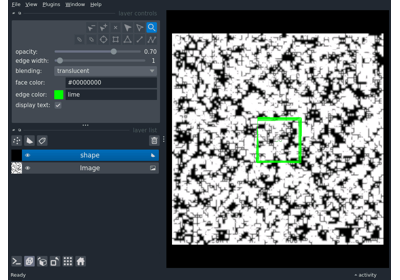 File View Plugins Window Help
layer controls
opacity: 0.70
edge width: 1
blending: translucent
face color: #00000000
edge color: lime
display text:
layer list
shape
Image
Ready
activity